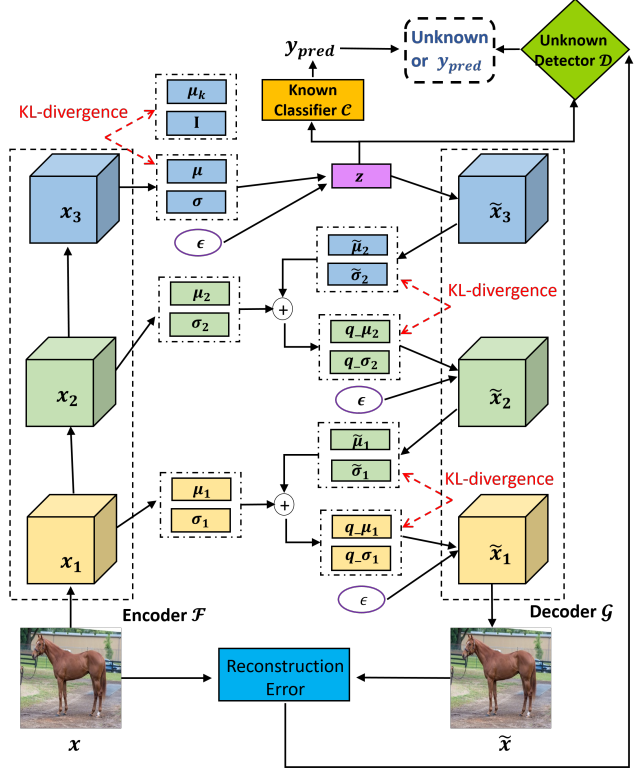 y_pred
Unknown
or y_pred
Unknown
Detector 𝒟
Known
Classifier 𝒞
KL-divergence
μ_k
I
μ
σ
z
x_3
x̃_3
ϵ
μ̃_2
σ̃_2
KL-divergence
μ_2
σ_2
+
q_μ_2
q_σ_2
x_2
x̃_2
ϵ
μ̃_1
σ̃_1
KL-divergence
μ_1
σ_1
+
q_μ_1
q_σ_1
x_1
x̃_1
ϵ
Encoder ℱ
Decoder 𝒢
Reconstruction
Error
x
x̃